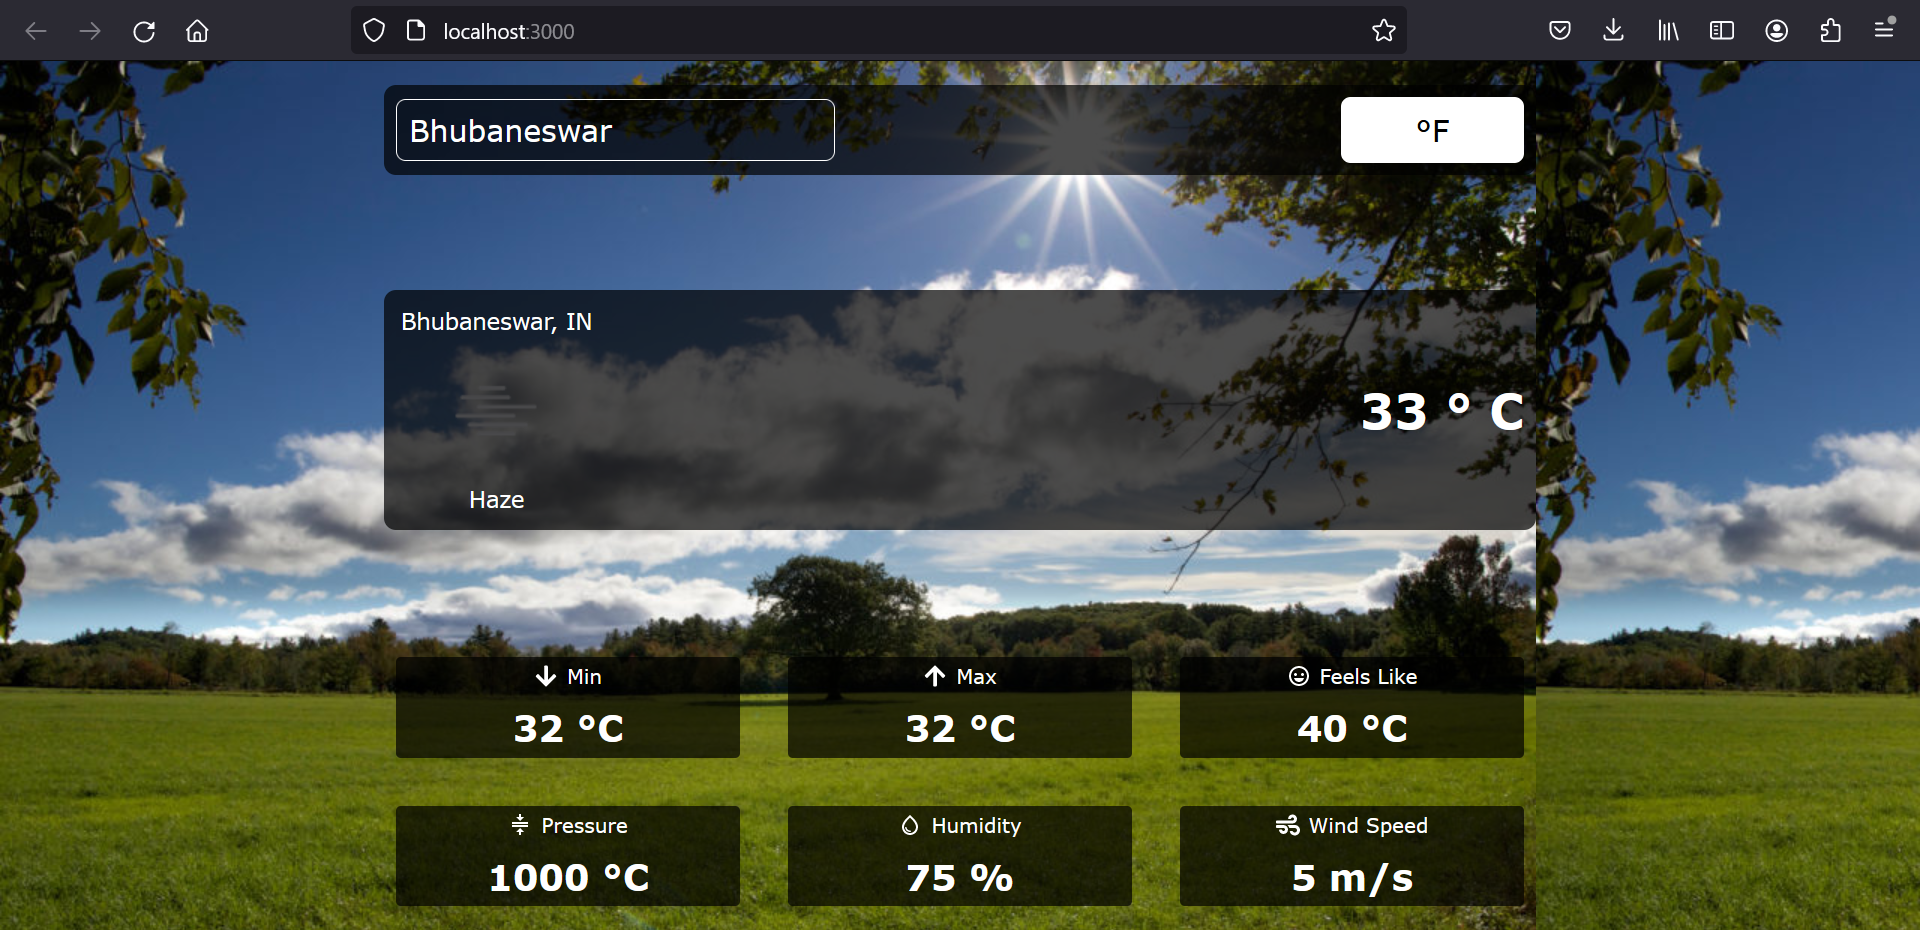 localhost:3000
Bhubaneswar
°F
Bhubaneswar, IN
33 ° C
Haze
Min
32 °C
Max
32 °C
Feels Like
40 °C
Pressure
1000 °C
Humidity
75 %
Wind Speed
5 m/s